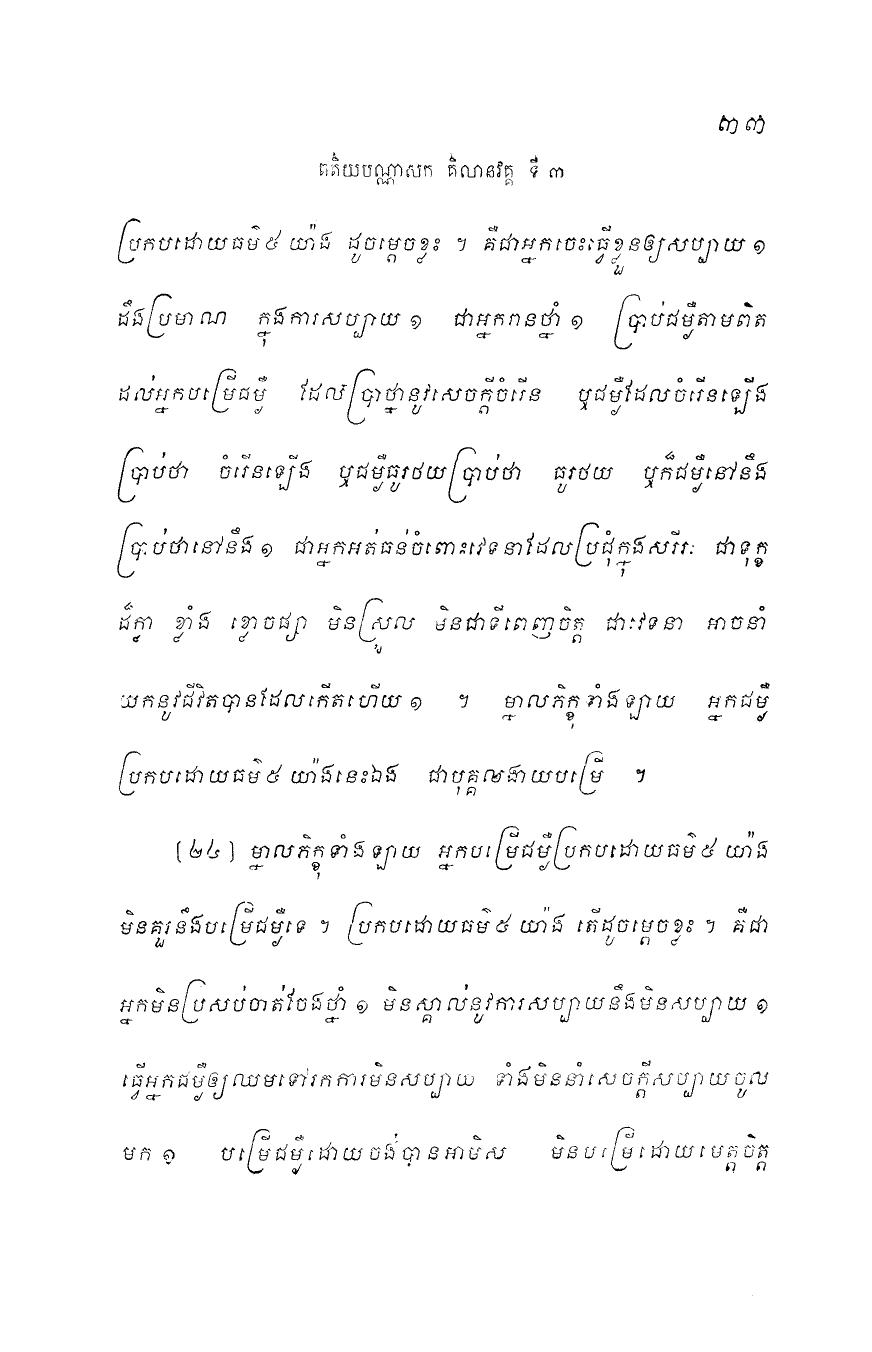 ៣៣
តតិយបណ្ណាសក គិលានវគ្គ ទី ៣
ប្រកបដោយធម៌ ៥ យ៉ាង ដូចម្តេចខ្លះ ។ គឺជាអ្នកចេះធ្វើខ្លួនឲ្យសប្បាយ ១
ដឹងប្រមាណ ក្នុងការសប្បាយ ១ ជាអ្នកផឹកថ្នាំ ១ ប្រាប់ជម្ងឺតាមពិត
ដល់អ្នកបម្រើជម្ងឺ ដែលប្រាថ្នានូវសេចក្តីចំរើន ឬជម្ងឺដែលចំរើនឡើង
ប្រាប់ថា ចំរើនឡើង ឬជម្ងឺធូរថយប្រាប់ថា ធូរថយ ឬក៏ជម្ងឺនៅនឹង
ប្រាប់ថានៅនឹង ១ ជាអ្នកអត់ធន់ចំពោះវេទនាដែលប្រជុំក្នុងសរីរៈ ជាទុក្ខ
ដ៏ក្លា ខ្លាំង ខ្លោចផ្សា មិនស្រួល មិនជាទីពេញចិត្ត ជាវេទនា អាចនាំ
យកនូវជីវិតបានដែលកើតហើយ ១ ។ ម្នាលភិក្ខុទាំងឡាយ អ្នកជម្ងឺ
ប្រកបដោយធម៌ ៥ យ៉ាងនេះឯង ជាបុគ្គលងាយបម្រើ ។
[២៤] ម្នាលភិក្ខុទាំងឡាយ អ្នកបម្រើជម្ងឺប្រកបដោយធម៌ ៥ យ៉ាង
មិនគួរនឹងបម្រើជម្ងឺទេ ។ ប្រកបដោយធម៌ ៥ យ៉ាង តើដូចម្តេចខ្លះ ។ គឺជា
អ្នកមិនប្រសប់ចាត់ចែងថ្នាំ ១ មិនស្គាល់នូវការសប្បាយនឹងមិនសប្បាយ ១
ធ្វើអ្នកជម្ងឺឲ្យឈមទៅរកការមិនសប្បាយ ទាំងមិននាំសេចក្តីសប្បាយចូល
មក ១ បម្រើជម្ងឺដោយចង់បានអាមិស មិនបម្រើដោយមេត្តចិត្ត